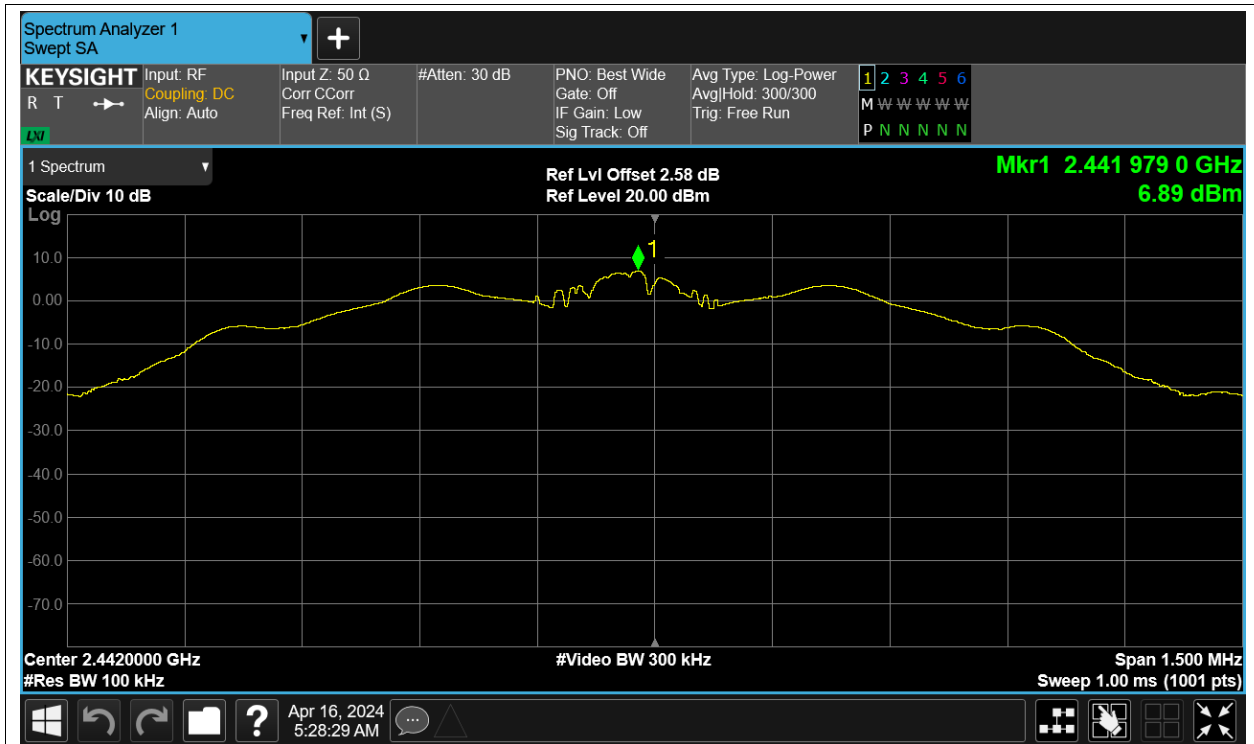 Spectrum Analyzer 1
Swept SA
+
KEYSIGHT
R T
LXI
Input: RF
Coupling: DC
Align: Auto
Input Z: 50 Ω
Corr CCorr
Freq Ref: Int (S)
#Atten: 30 dB
PNO: Best Wide
Gate: Off
IF Gain: Low
Sig Track: Off
Avg Type: Log-Power
Avg|Hold: 300/300
Trig: Free Run
1 2 3 4 5 6
M W W W W W
P N N N N N
1 Spectrum
Scale/Div 10 dB
Log
Ref Lvl Offset 2.58 dB
Ref Level 20.00 dBm
Mkr1 2.441 979 0 GHz
6.89 dBm
1
10.0
0.00
-10.0
-20.0
-30.0
-40.0
-50.0
-60.0
-70.0
Center 2.4420000 GHz
#Res BW 100 kHz
#Video BW 300 kHz
Span 1.500 MHz
Sweep 1.00 ms (1001 pts)
?
Apr 16, 2024
5:28:29 AM